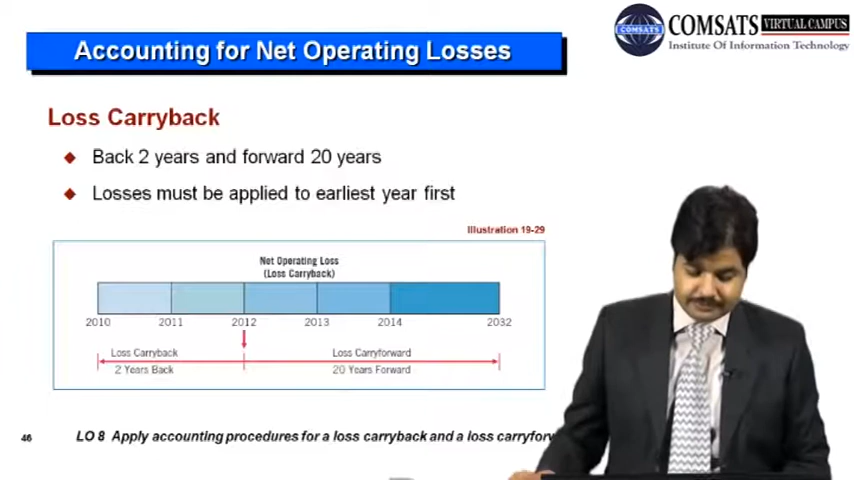 Accounting for Net Operating Losses
COMSATS
COMSATS VIRTUAL CAMPUS
Institute Of Information Technology
Loss Carryback
Back 2 years and forward 20 years
Losses must be applied to earliest year first
Illustration 19-29
Net Operating Loss
(Loss Carryback)
2010 2011 2012 2013 2014 2032
Loss Carryback Loss Carryforward
2 Years Back 20 Years Forward
46 LO 8 Apply accounting procedures for a loss carryback and a loss carryforw